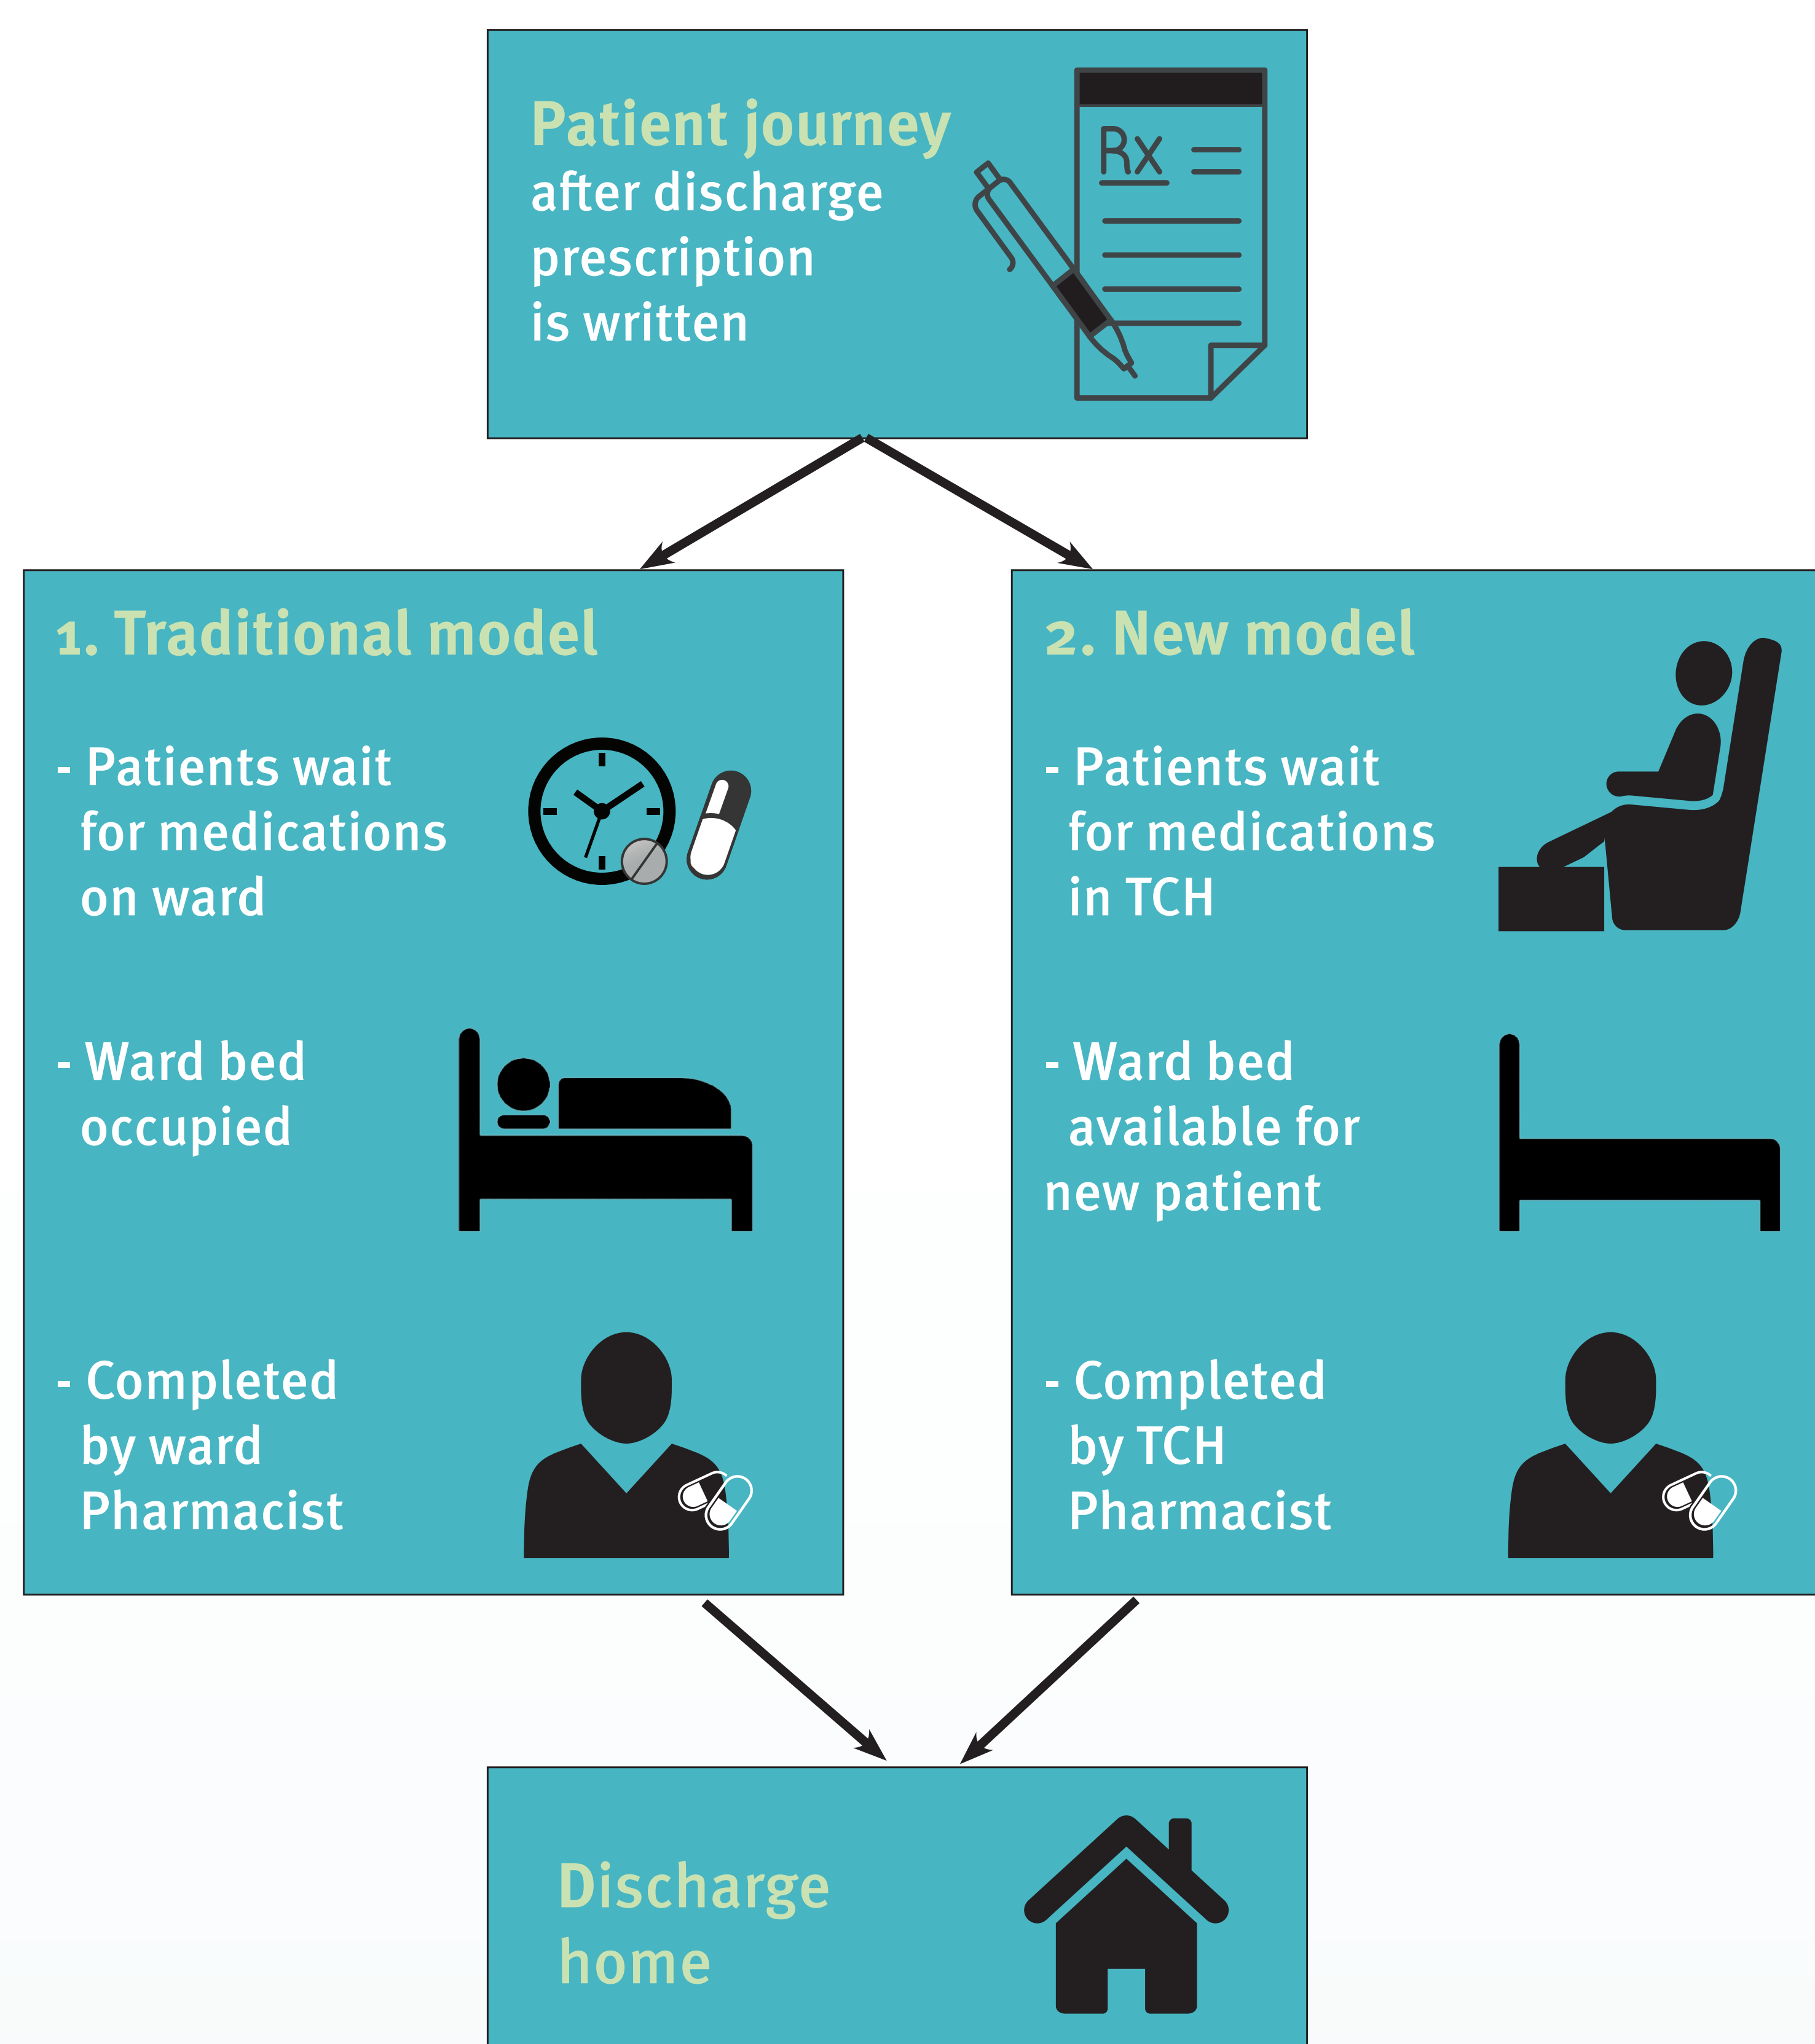 Patient journey
after discharge
prescription
is written
Rx
1. Traditional model
- Patients wait
for medications
on ward
- Ward bed
occupied
- Completed
by ward
Pharmacist
2. New model
- Patients wait
for medications
in TCH
- Ward bed
available for
new patient
- Completed
by TCH
Pharmacist
Discharge
home